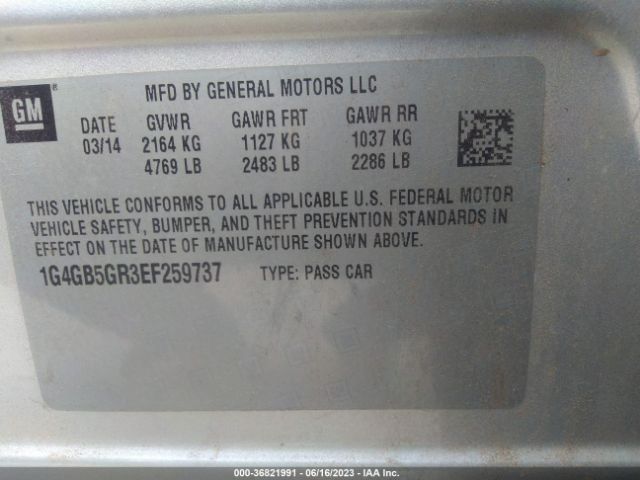 GM®
MFD BY GENERAL MOTORS LLC
DATE GVWR GAWR FRT GAWR RR
03/14 2164 KG 1127 KG 1037 KG
4769 LB 2483 LB 2286 LB
THIS VEHICLE CONFORMS TO ALL APPLICABLE U.S. FEDERAL MOTOR
VEHICLE SAFETY, BUMPER, AND THEFT PREVENTION STANDARDS IN
EFFECT ON THE DATE OF MANUFACTURE SHOWN ABOVE.
1G4GB5GR3EF259737 TYPE: PASS CAR
000-36821991 - 06/16/2023 - IAA Inc.